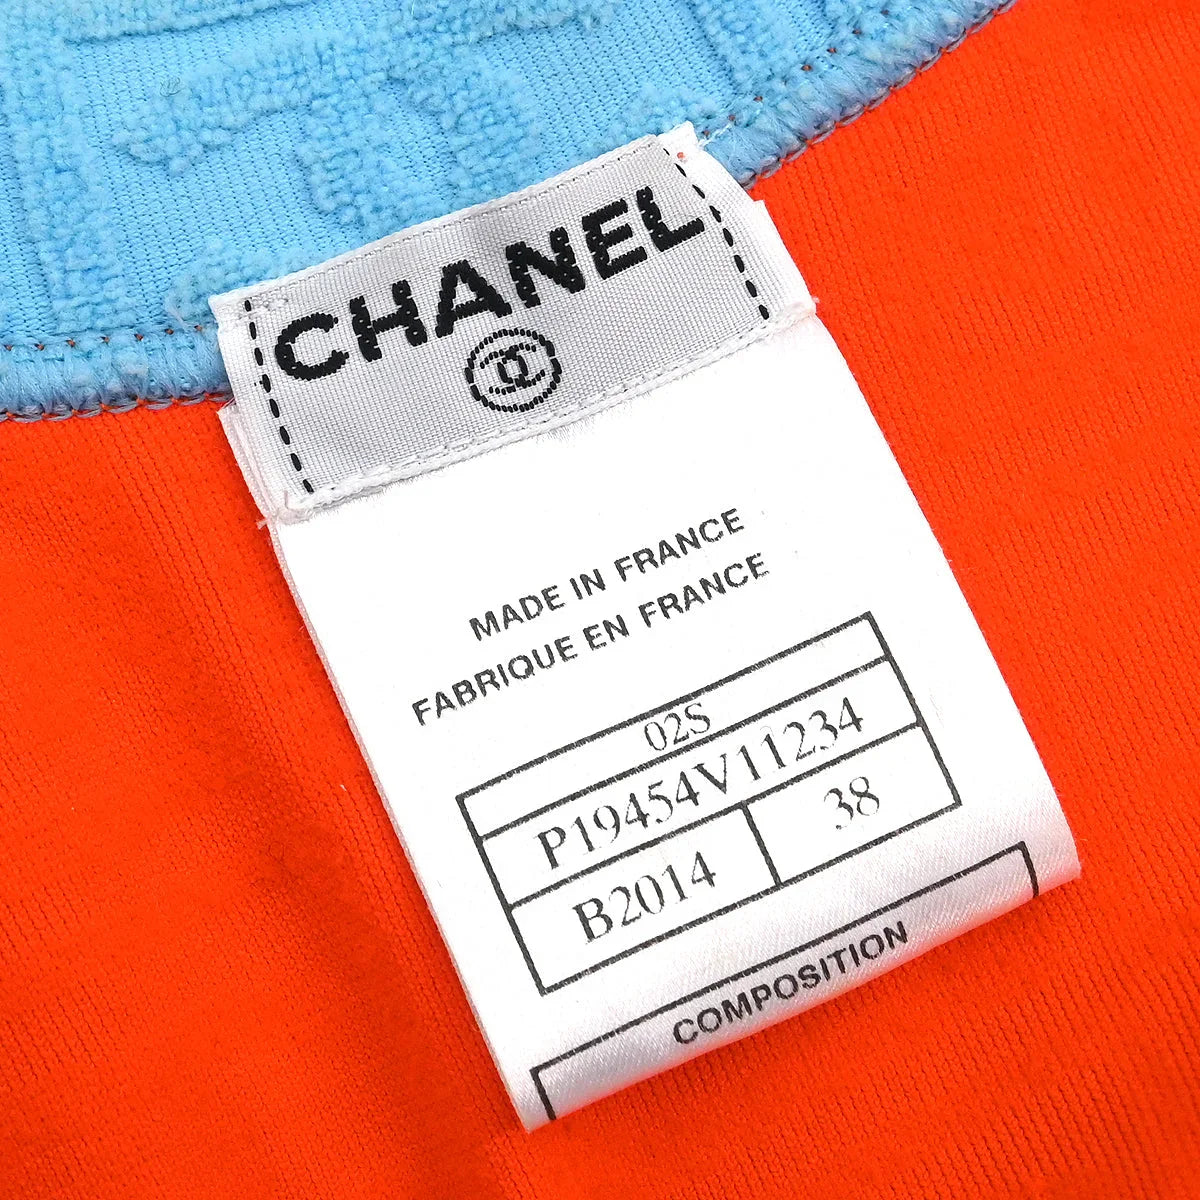 CHANEL
MADE IN FRANCE
FABRIQUE EN FRANCE
02S
P19454V11234
B2014 38
COMPOSITION